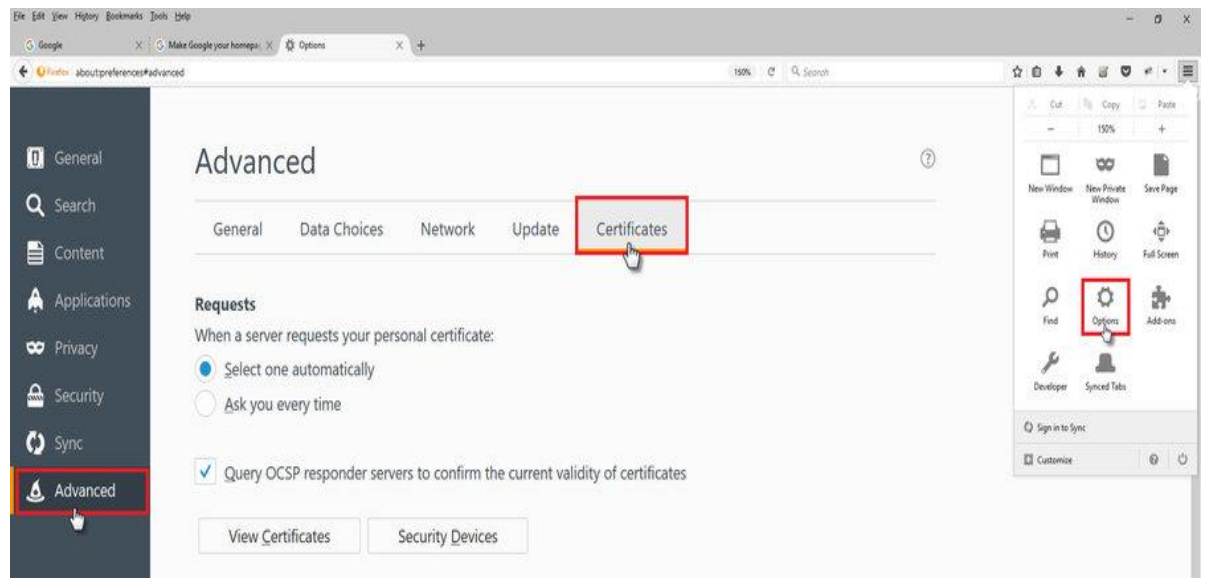 File Edit View History Bookmarks Tools Help
Google
Make Google your homepa
Options
Firefox about:preferences#advanced
150%
Search
Cut Copy Paste
150%
New Window New Private Window Save Page
Print History Full Screen
Find Options Add-ons
Developer Synced Tabs
Sign in to Sync
Customize
General
Search
Content
Applications
Privacy
Security
Sync
Advanced
Advanced
General Data Choices Network Update Certificates
Requests
When a server requests your personal certificate:
Select one automatically
Ask you every time
Query OCSP responder servers to confirm the current validity of certificates
View Certificates Security Devices